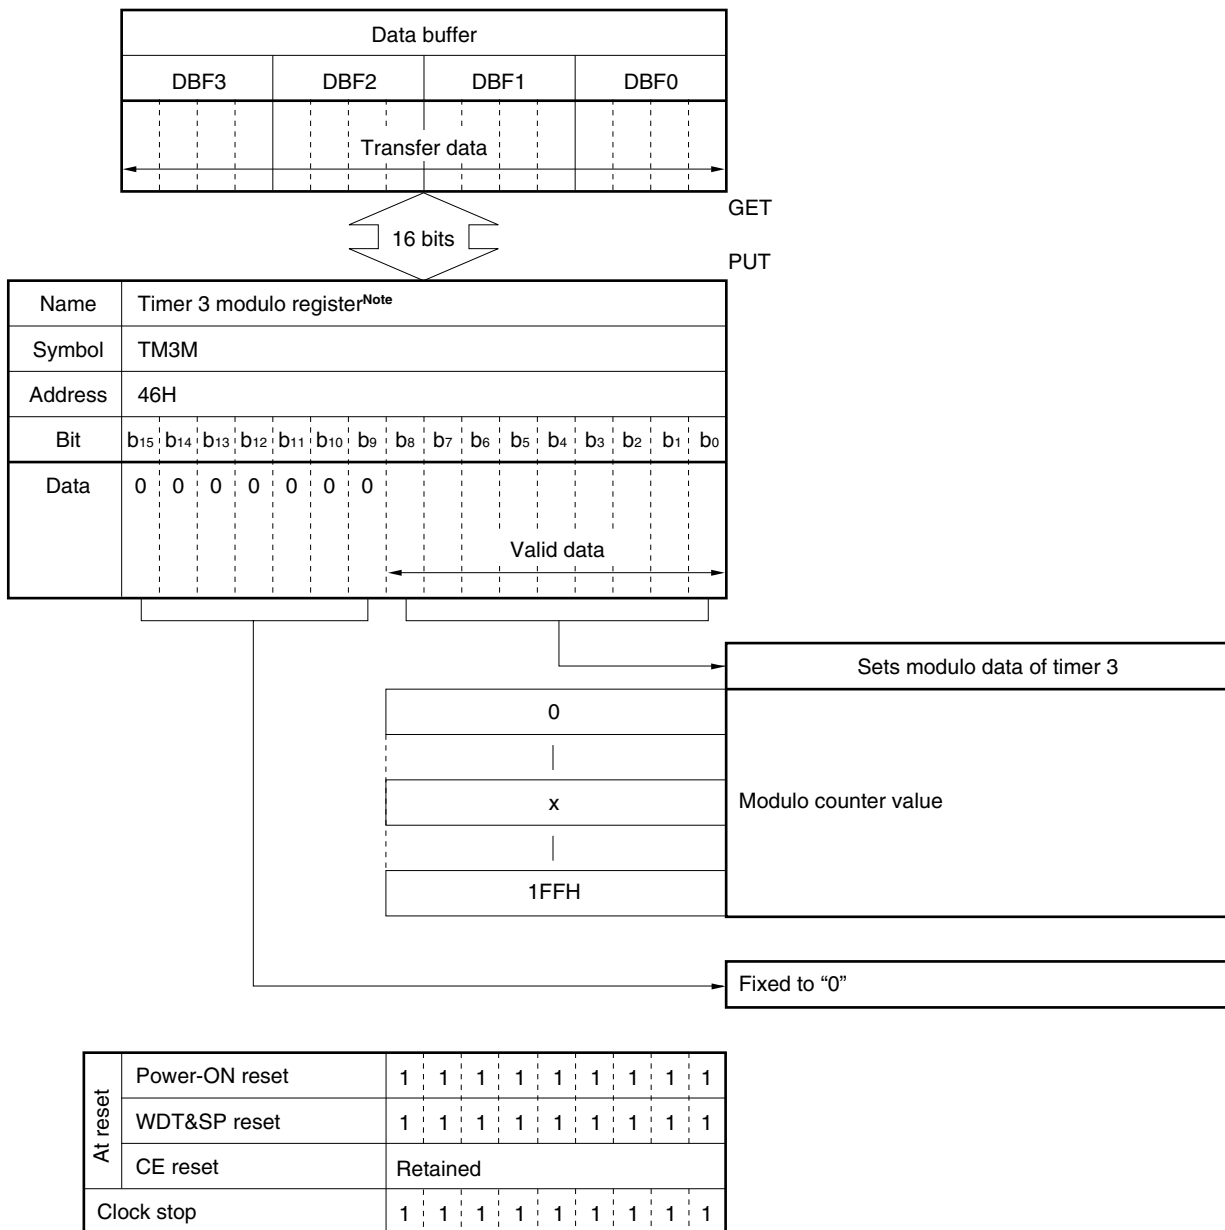 Data buffer
DBF3 DBF2 DBF1 DBF0
Transfer data
GET
16 bits
PUT
Name Timer 3 modulo registerNote
Symbol TM3M
Address 46H
Bit b15 b14 b13 b12 b11 b10 b9 b8 b7 b6 b5 b4 b3 b2 b1 b0
Data 0 0 0 0 0 0 0
Valid data
Sets modulo data of timer 3
0
x
Modulo counter value
1FFH
Fixed to “0”
At reset
Power-ON reset 1 1 1 1 1 1 1 1 1
WDT&SP reset 1 1 1 1 1 1 1 1 1
CE reset Retained
Clock stop 1 1 1 1 1 1 1 1 1